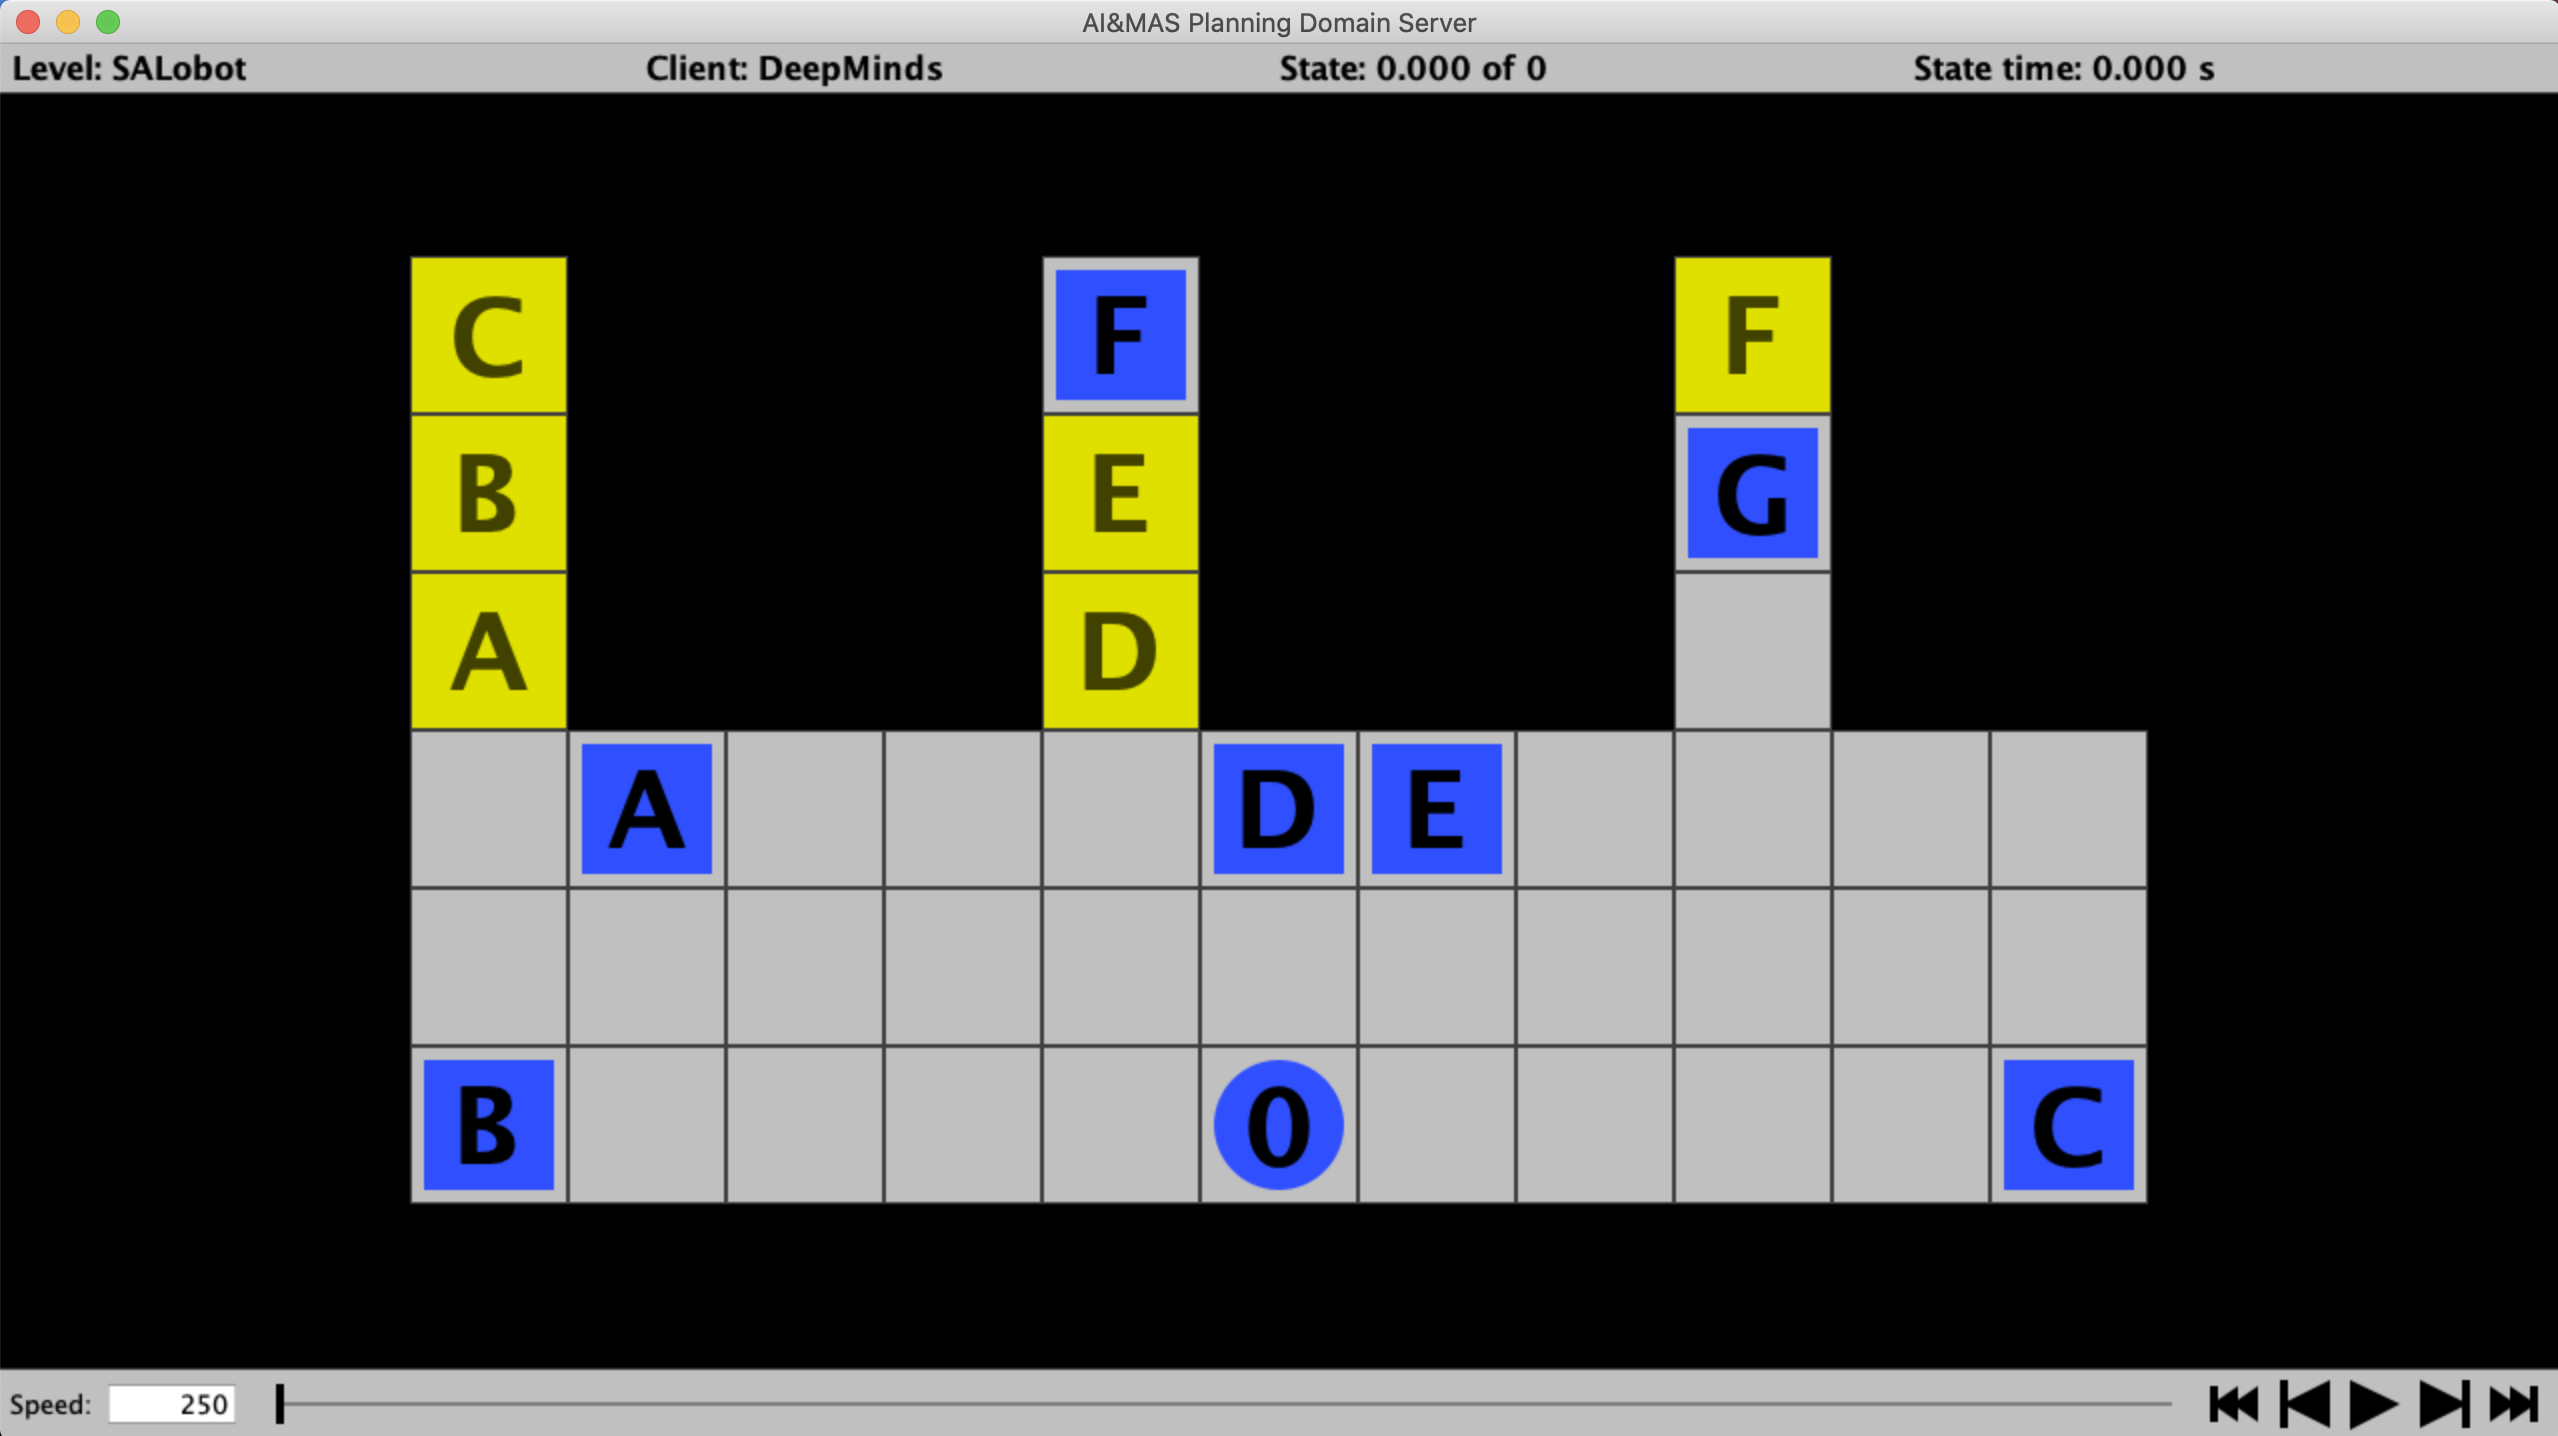 AI&MAS Planning Domain Server
Level: SALobot Client: DeepMinds State: 0.000 of 0 State time: 0.000 s
C F F
B E G
A D
A D E
B 0 C
Speed: 250